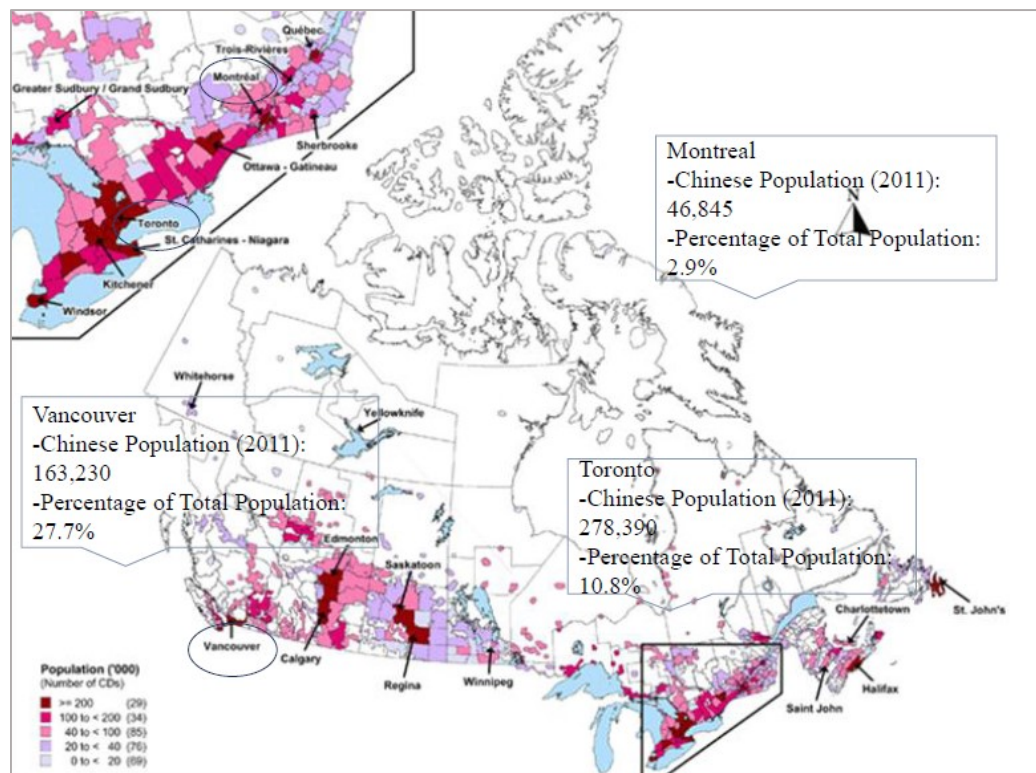 Québec
Trois-Rivières
Montréal
Greater Sudbury / Grand Sudbury
Sherbrooke
Ottawa - Gatineau
Toronto
St. Catharines - Niagara
Kitchener
Windsor
Montreal
-Chinese Population (2011):
46,845
-Percentage of Total Population:
2.9%
N
Whitehorse
Yellowknife
Vancouver
-Chinese Population (2011):
163,230
-Percentage of Total Population:
27.7%
Toronto
-Chinese Population (2011):
278,390
-Percentage of Total Population:
10.8%
Edmonton
Saskatoon
Charlottetown
St. John's
Vancouver
Calgary
Regina
Winnipeg
Saint John
Halifax
Population ('000)
(Number of CDs)
>= 200 (29)
100 to < 200 (34)
40 to < 100 (85)
20 to < 40 (76)
0 to < 20 (69)